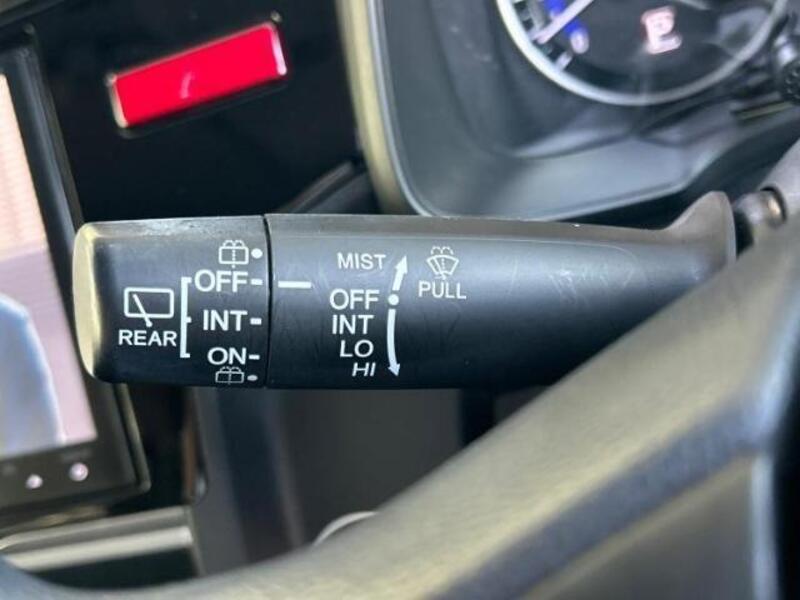 OFF
INT
ON
REAR
MIST
OFF
INT
LO
HI
PULL